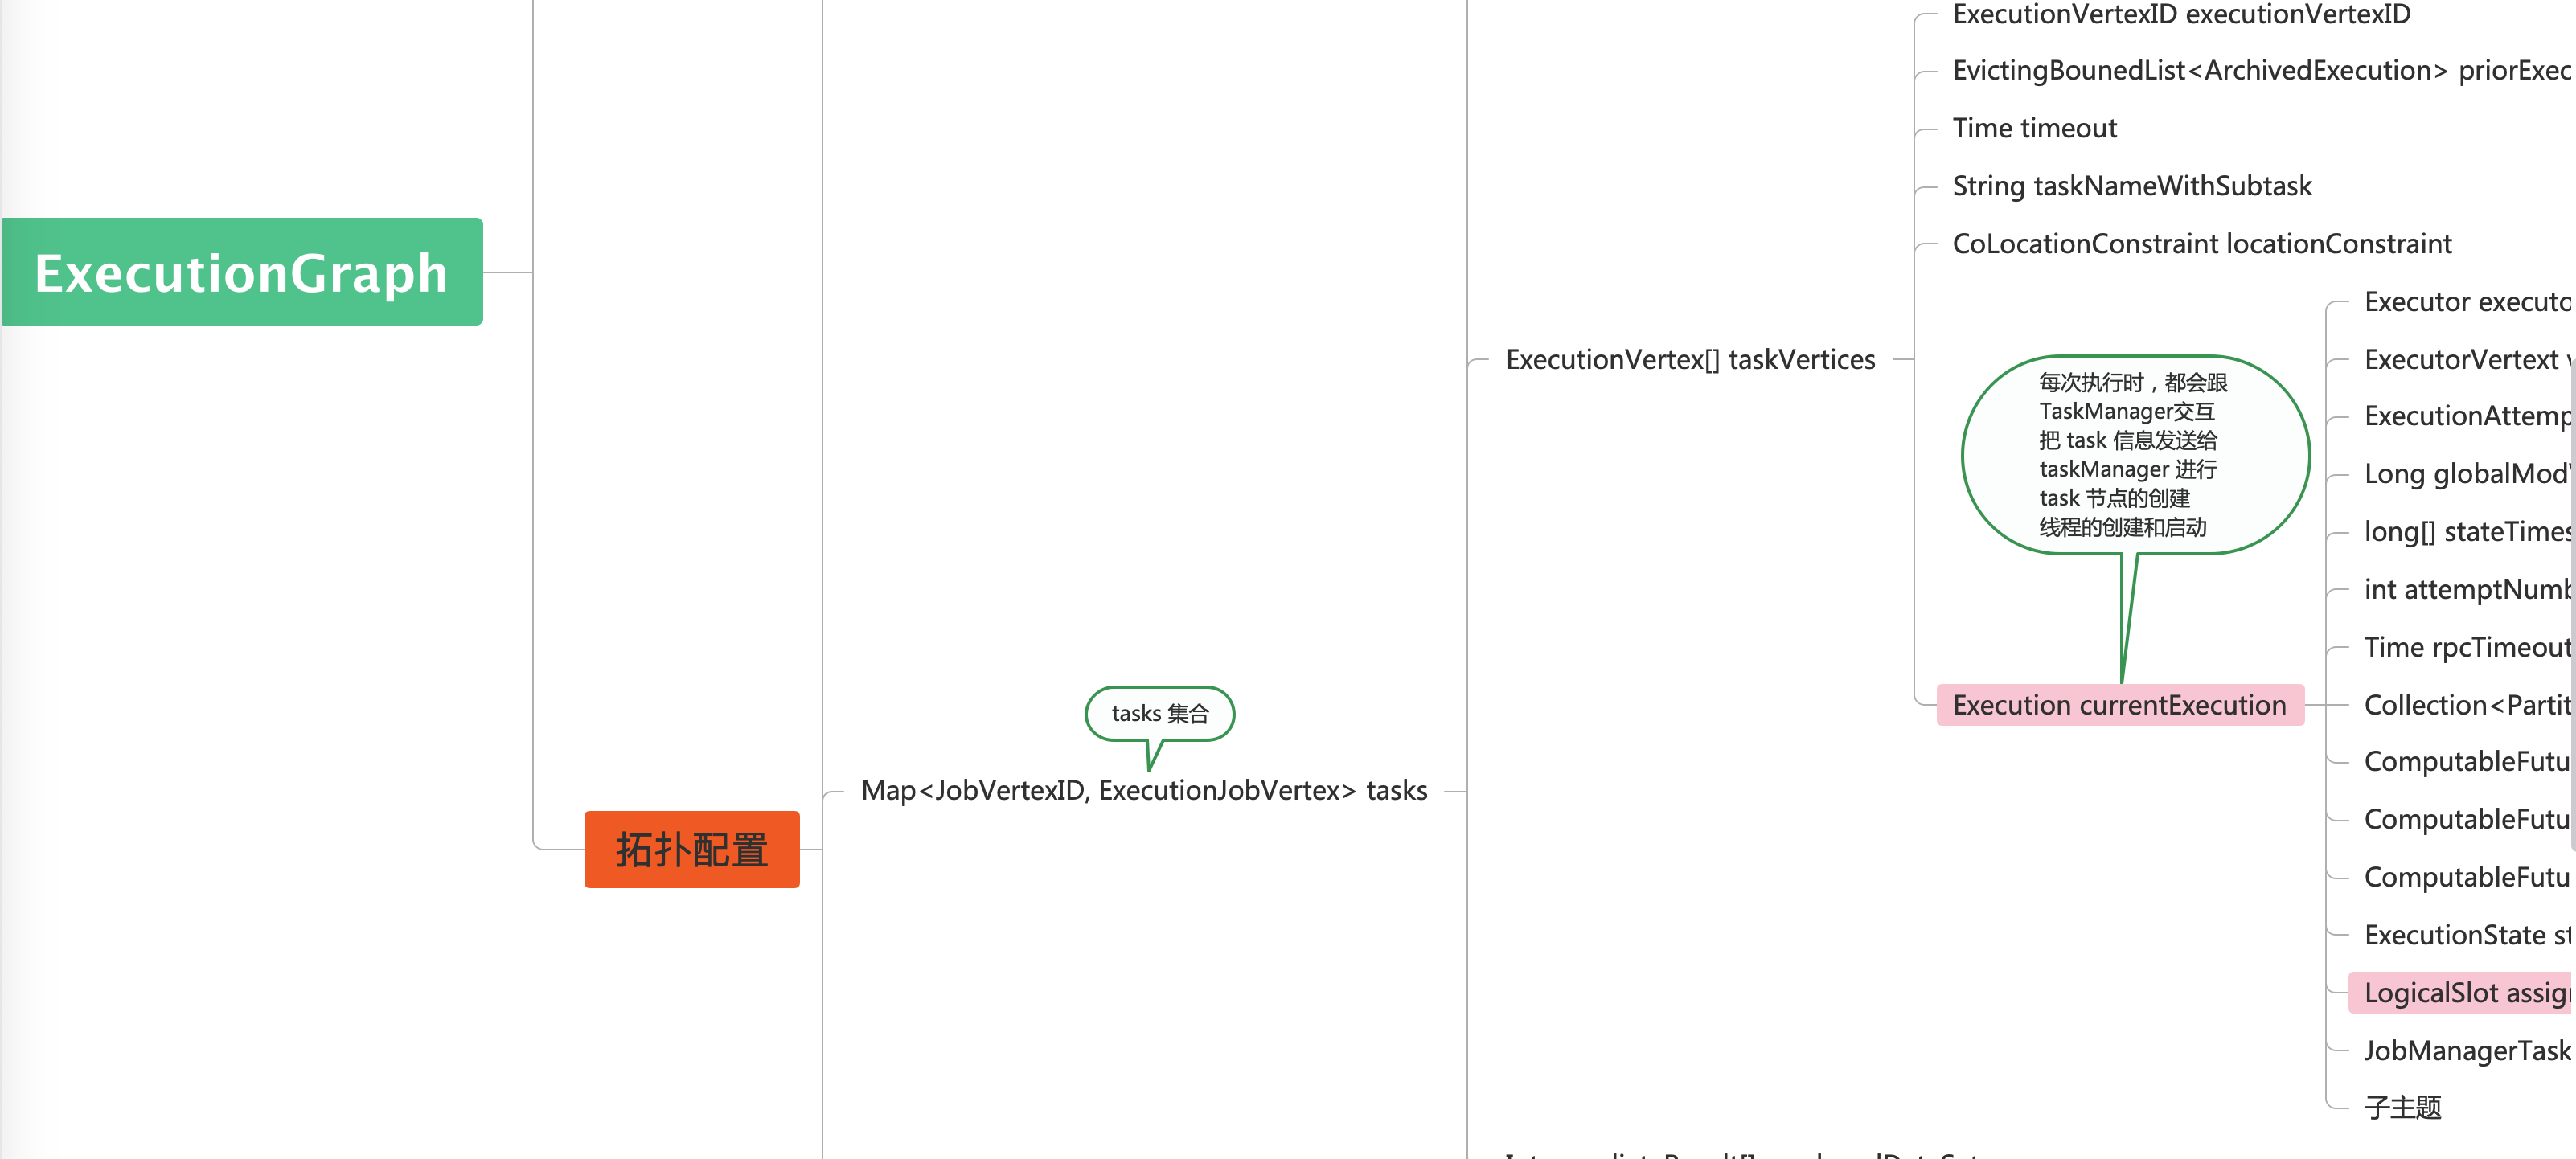 ExecutionGraph
拓扑配置
tasks 集合
Map<JobVertexID, ExecutionJobVertex> tasks
ExecutionVertex[] taskVertices
ExecutionVertexID executionVertexID
EvictingBounedList<ArchivedExecution> priorExec
Time timeout
String taskNameWithSubtask
CoLocationConstraint locationConstraint
每次执行时，都会跟
TaskManager交互
把 task 信息发送给
taskManager 进行
task 节点的创建
线程的创建和启动
Execution currentExecution
Executor executo
ExecutorVertext
ExecutionAttemp
Long globalMod
long[] stateTimes
int attemptNumb
Time rpcTimeout
Collection<Partit
ComputableFutu
ComputableFutu
ComputableFutu
ExecutionState st
LogicalSlot assig
JobManagerTask
子主题